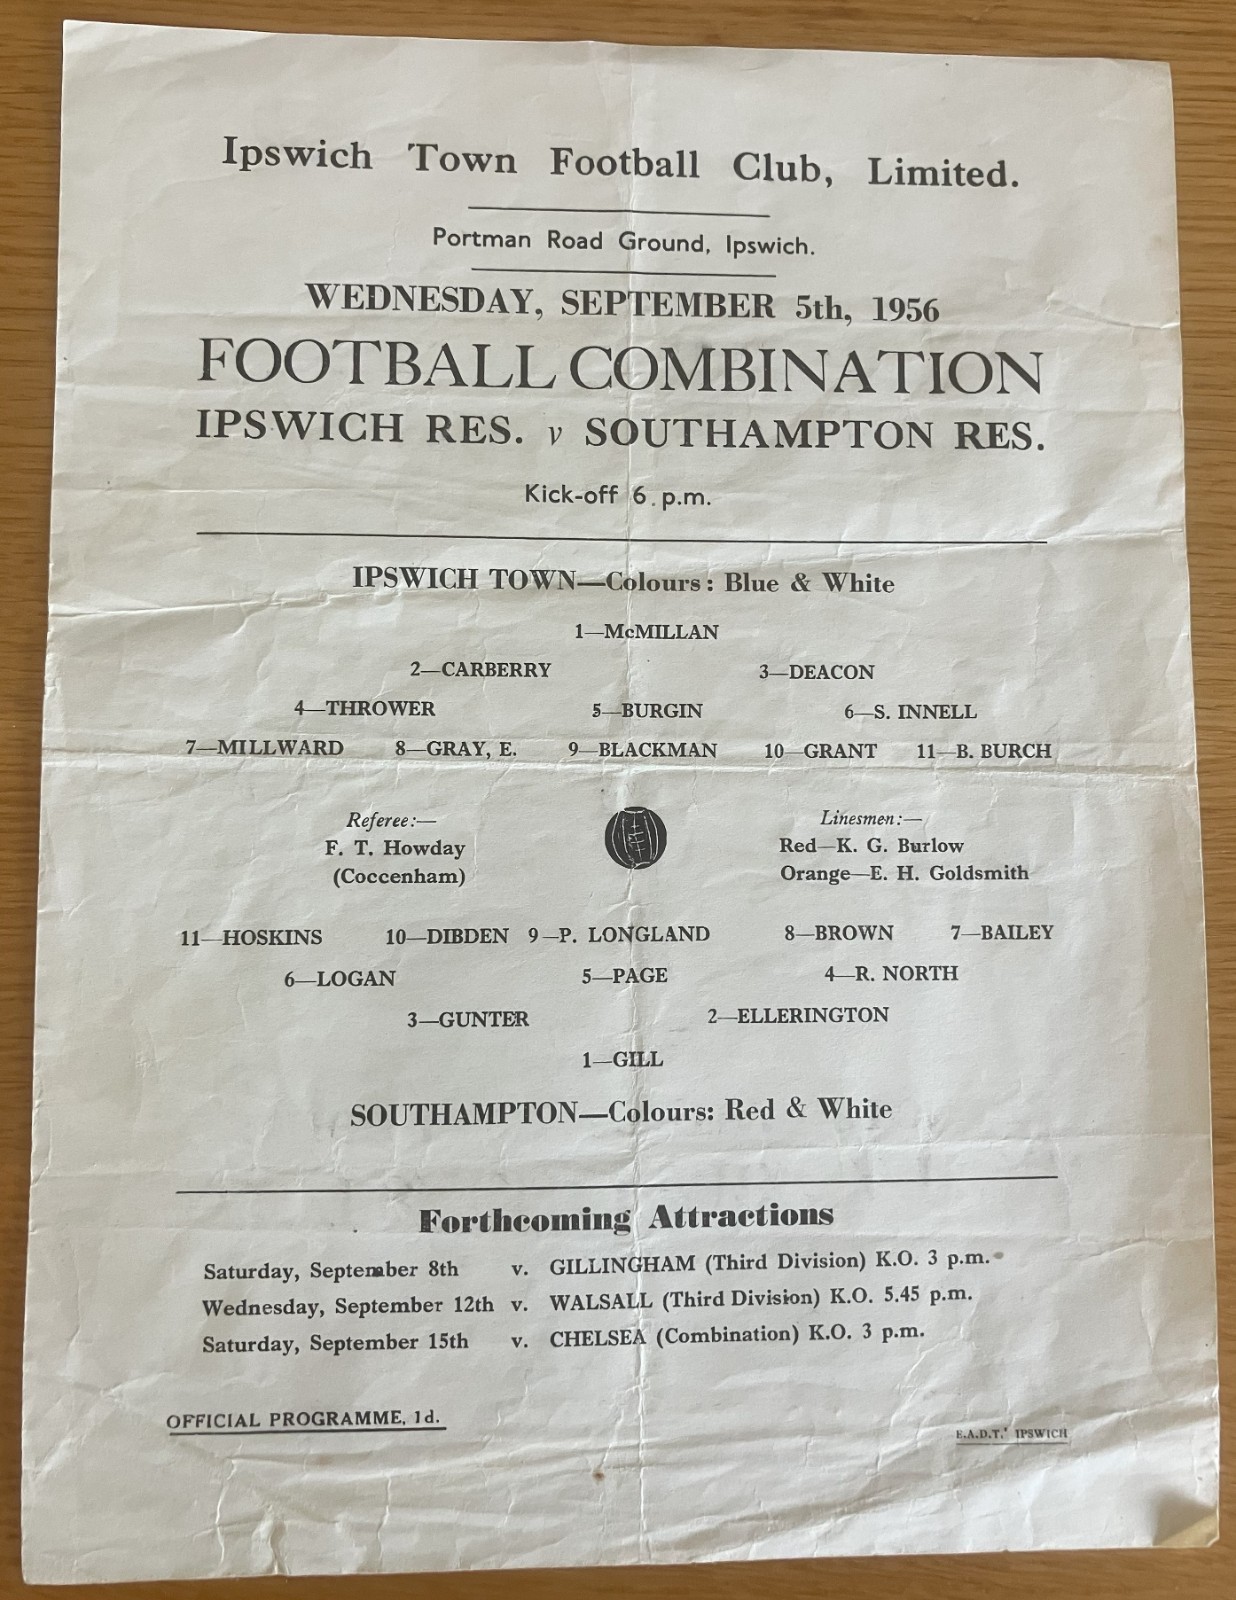 Ipswich Town Football Club, Limited.
Portman Road Ground, Ipswich.
WEDNESDAY, SEPTEMBER 5th, 1956
FOOTBALL COMBINATION
IPSWICH RES. v SOUTHAMPTON RES.
Kick-off 6.p.m.
IPSWICH TOWN—Colours: Blue & White
1—McMILLAN
2—CARBERRY 3—DEACON
4—THROWER 5—BURGIN 6—S. INNELL
7—MILLWARD 8—GRAY, E. 9—BLACKMAN 10—GRANT 11—B. BURCH
Referee:— Linesmen:—
F. T. Howday Red—K. G. Burlow
(Coccenham) Orange—E. H. Goldsmith
11—HOSKINS 10—DIBDEN 9—P. LONGLAND 8—BROWN 7—BAILEY
6—LOGAN 5—PAGE 4—R. NORTH
3—GUNTER 2—ELLERINGTON
1—GILL
SOUTHAMPTON—Colours: Red & White
Forthcoming Attractions
Saturday, September 8th v. GILLINGHAM (Third Division) K.O. 3 p.m.
Wednesday, September 12th v. WALSALL (Third Division) K.O. 5.45 p.m.
Saturday, September 15th v. CHELSEA (Combination) K.O. 3 p.m.
OFFICIAL PROGRAMME, 1d.
E.A.D.T.' IPSWICH